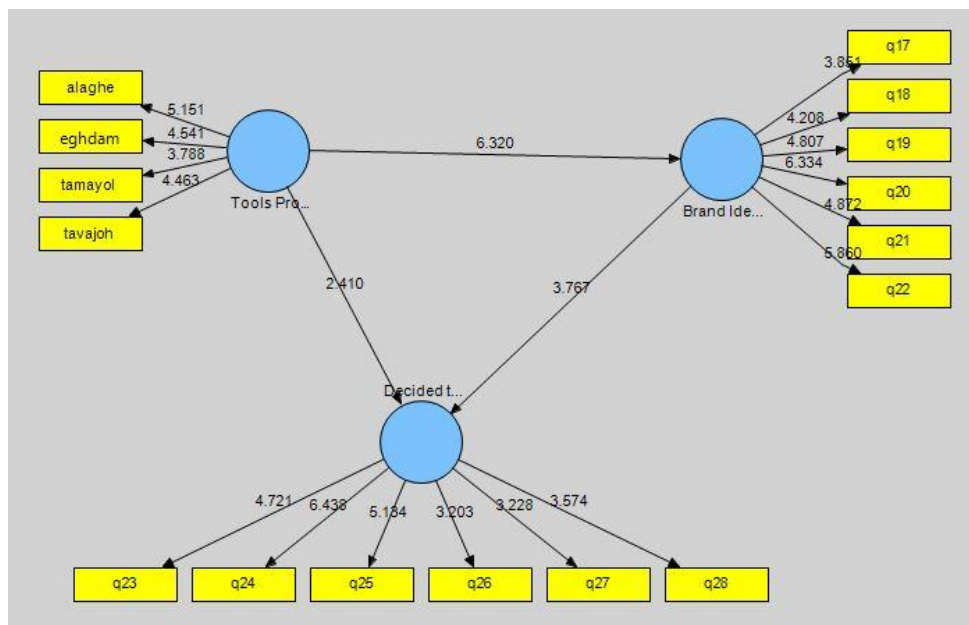 alaghe
eghdam
tamayol
tavajoh
5.151
4.541
3.788
4.463
Tools Pro...
6.320
Brand Ide...
3.851
4.208
4.807
6.334
4.872
5.860
q17
q18
q19
q20
q21
q22
2.410
3.767
Decided t...
4.721
6.438
5.134
3.203
3.228
3.574
q23
q24
q25
q26
q27
q28